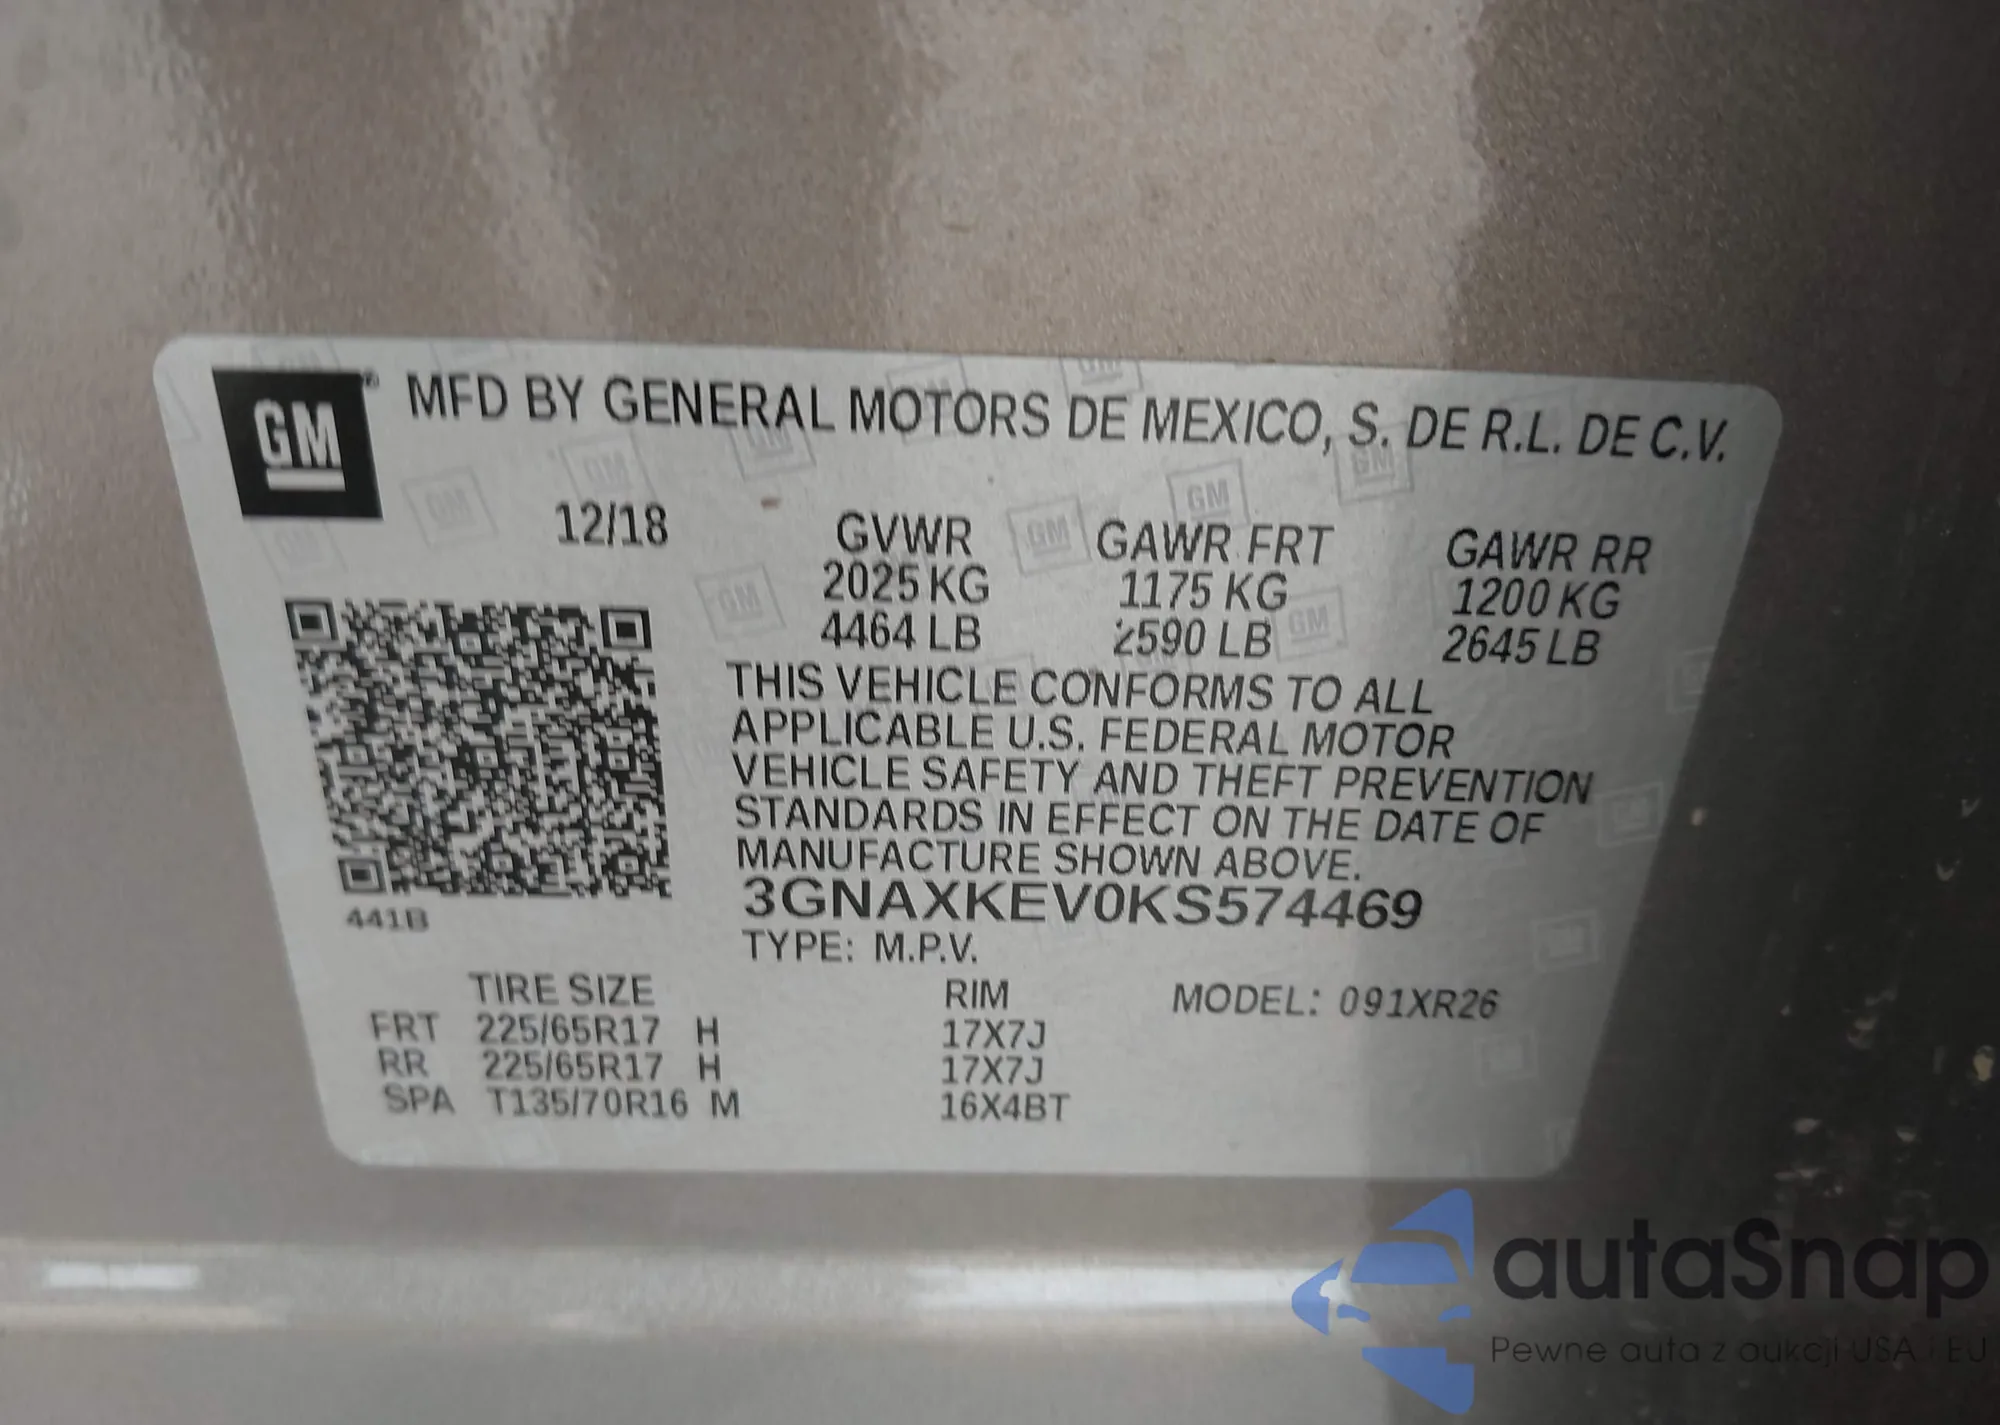 GM
MFD BY GENERAL MOTORS DE MEXICO, S. DE R.L. DE C.V.
12/18 GVWR GAWR FRT GAWR RR
2025 KG 1175 KG 1200 KG
4464 LB 2590 LB 2645 LB
THIS VEHICLE CONFORMS TO ALL
APPLICABLE U.S. FEDERAL MOTOR
VEHICLE SAFETY AND THEFT PREVENTION
STANDARDS IN EFFECT ON THE DATE OF
MANUFACTURE SHOWN ABOVE.
3GNAXKEV0KS574469
441B
TYPE: M.P.V.
TIRE SIZE RIM MODEL: 091XR26
FRT 225/65R17 H 17X7J
RR 225/65R17 H 17X7J
SPA T135/70R16 M 16X4BT
autaSnap
Pewne auta z aukcji USA i EU